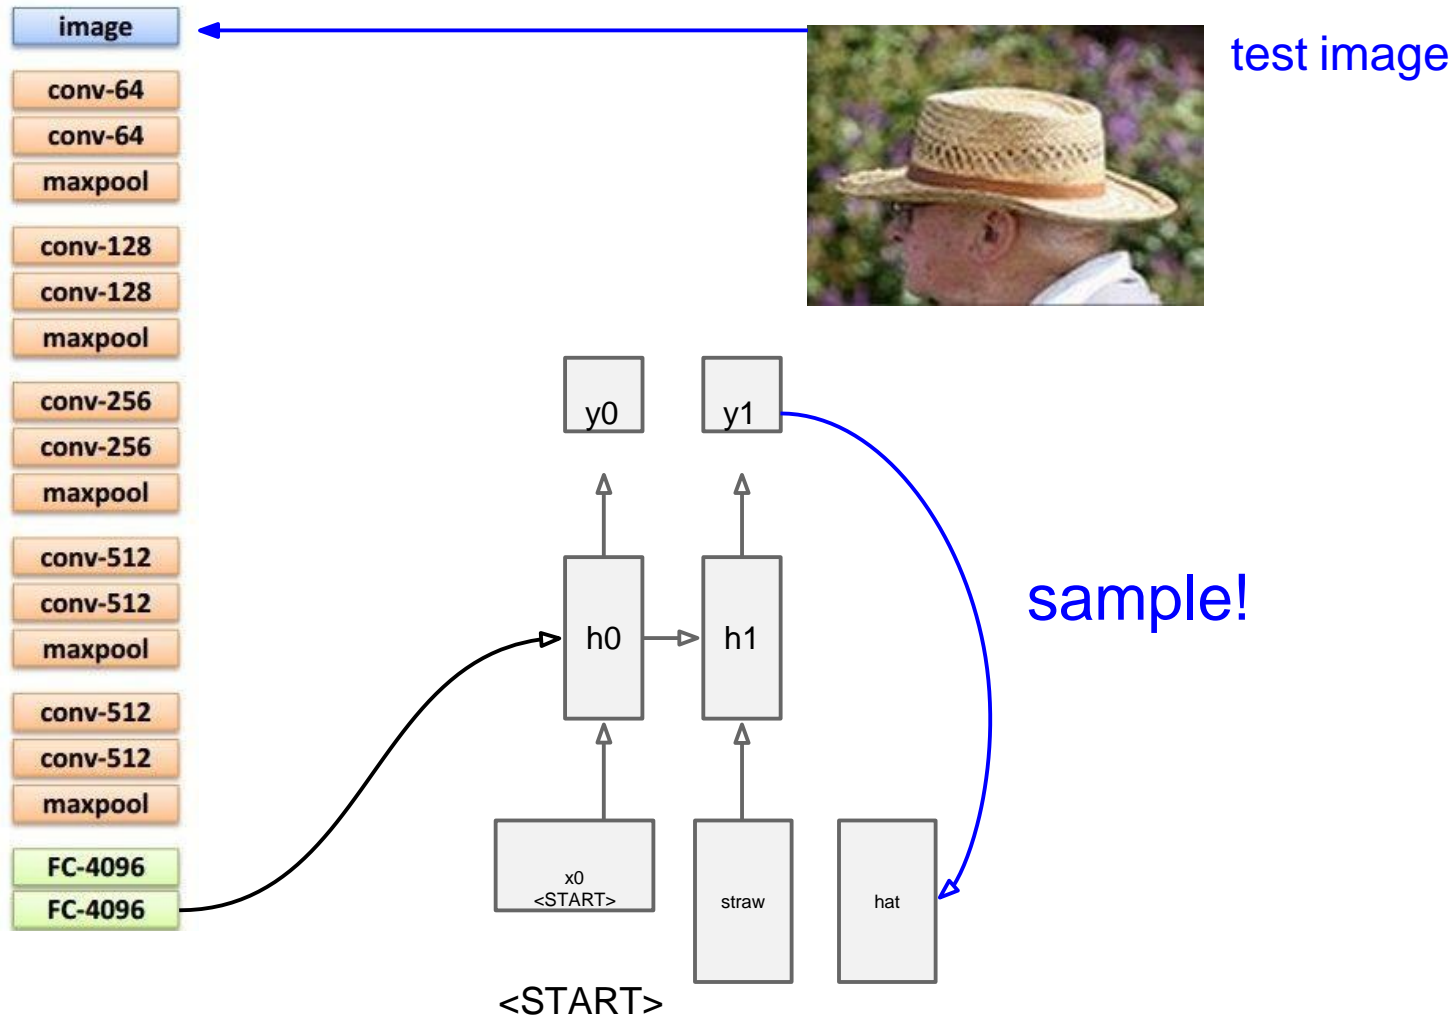 image
conv-64
conv-64
maxpool
conv-128
conv-128
maxpool
conv-256
conv-256
maxpool
conv-512
conv-512
maxpool
conv-512
conv-512
maxpool
FC-4096
FC-4096
test image
y0
y1
sample!
h0
h1
x0
<START>
straw
hat
<START>